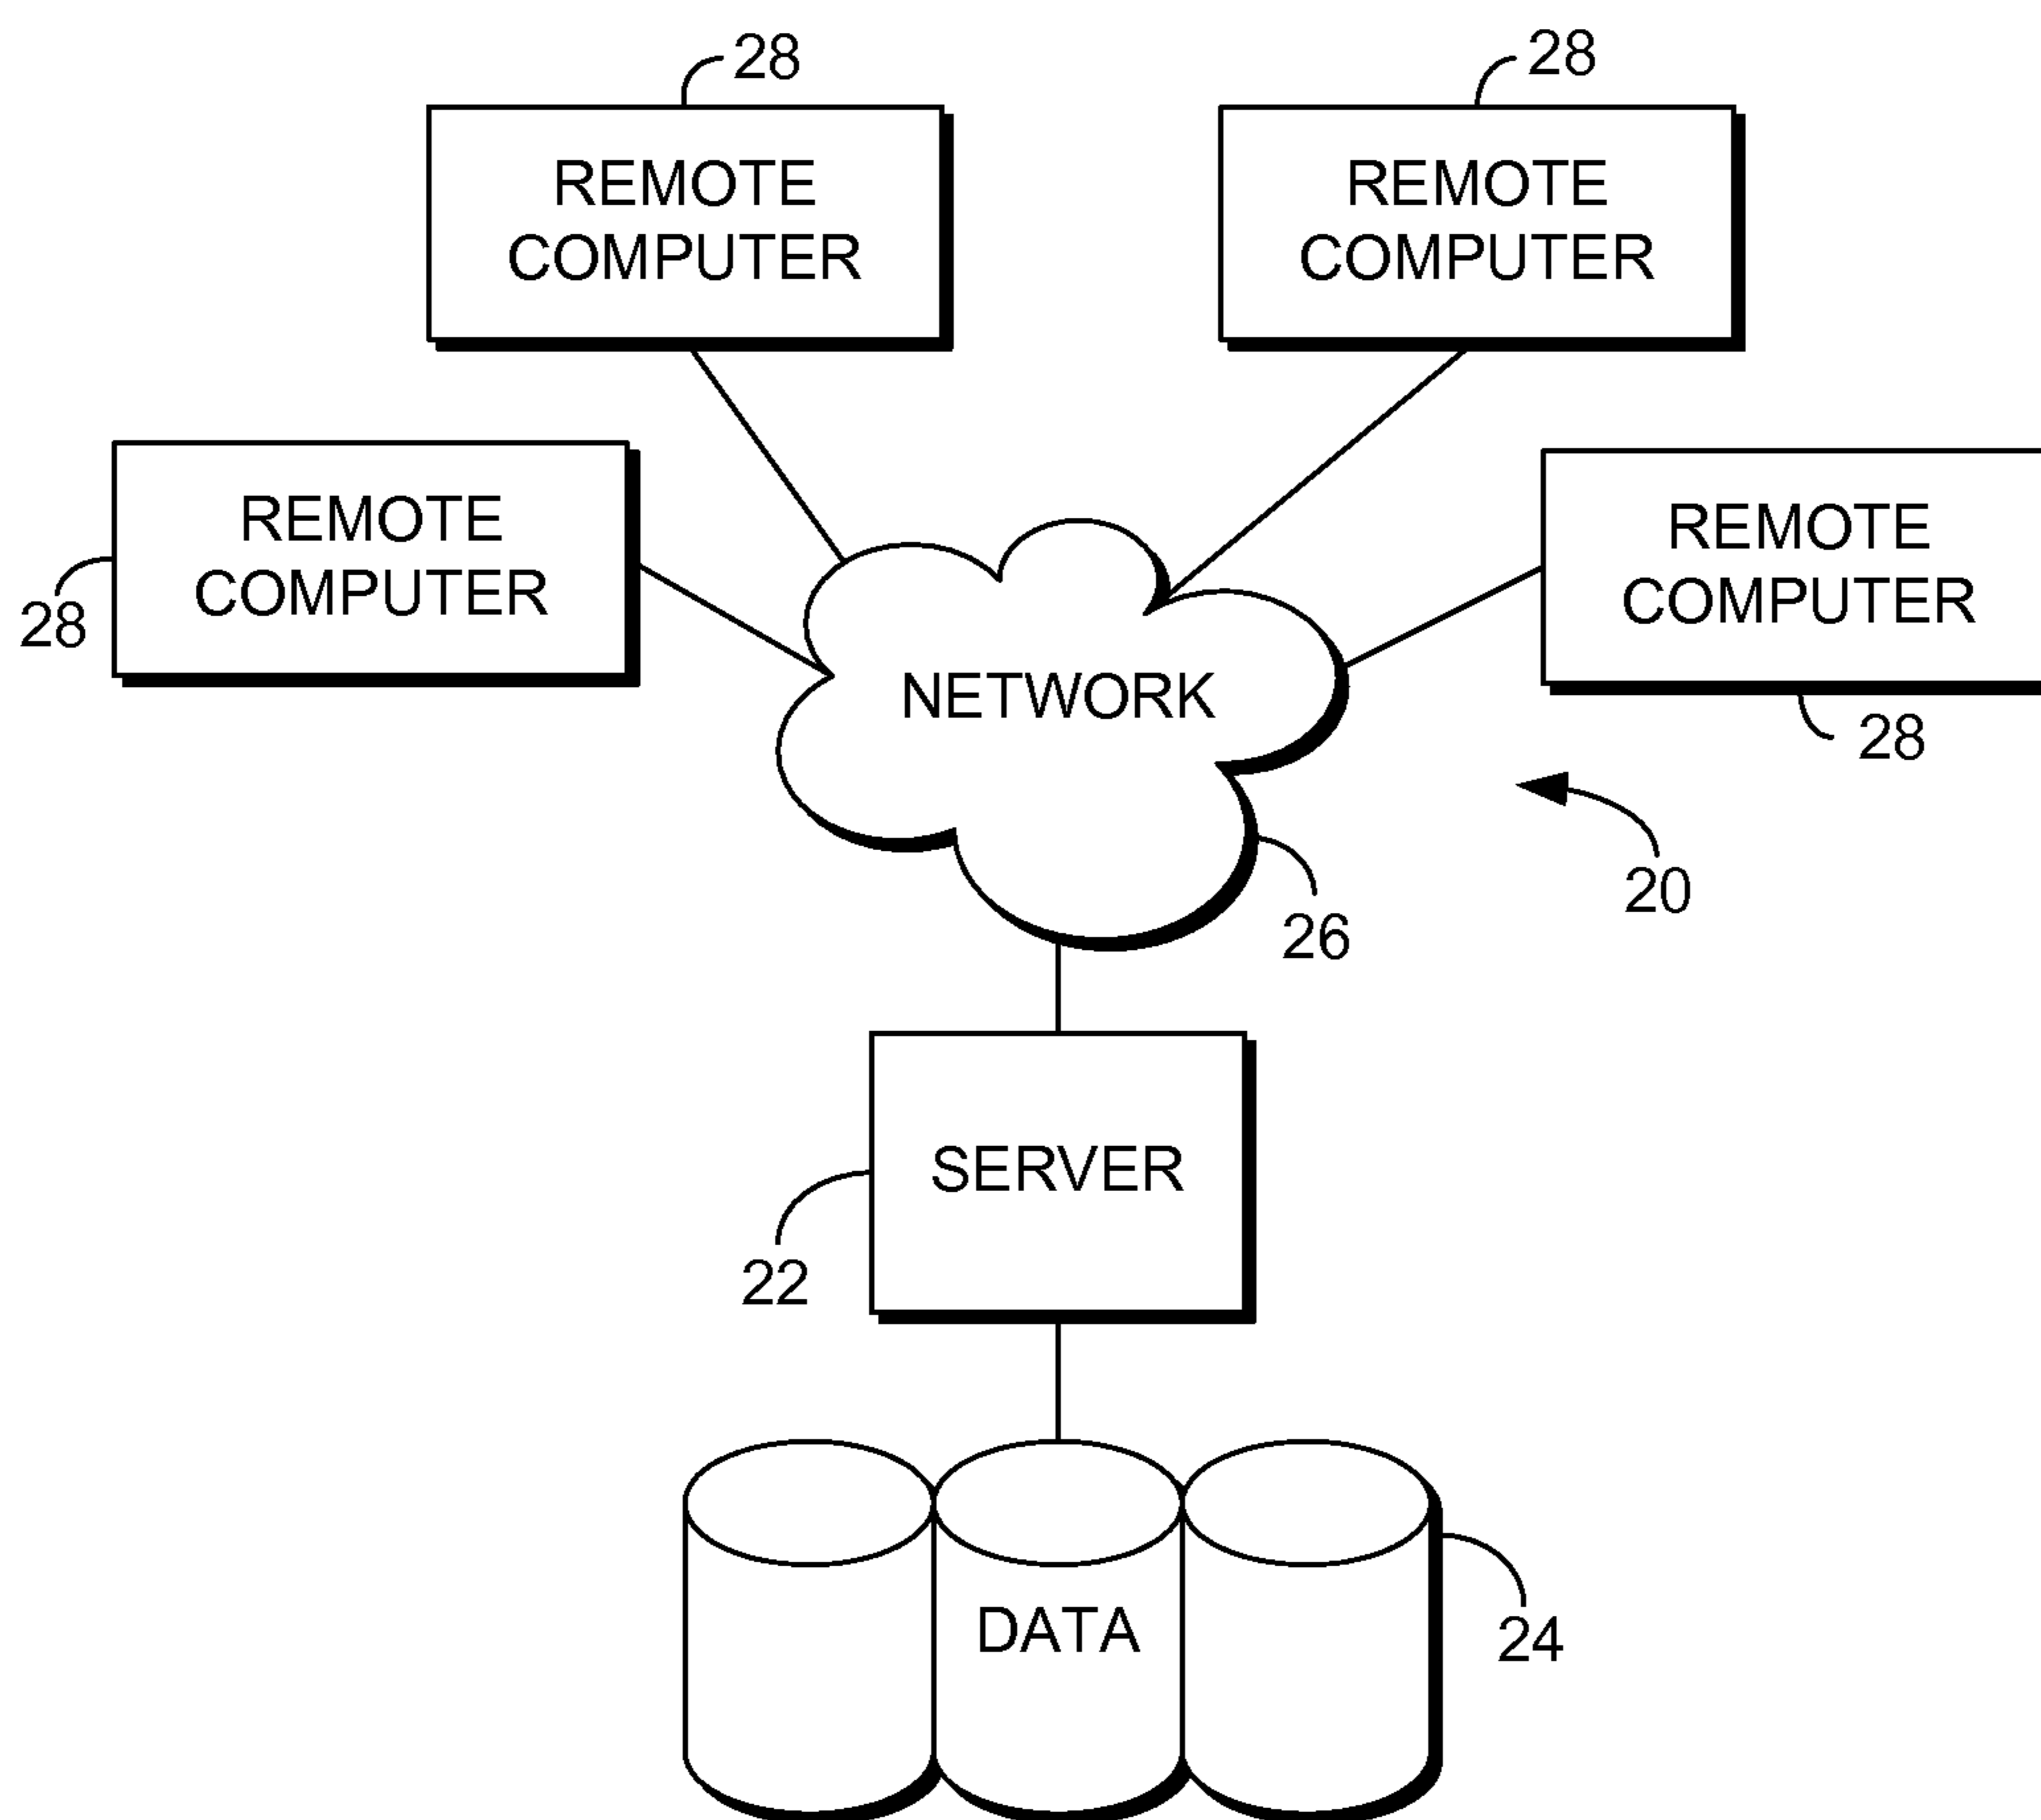 28
28
REMOTE
COMPUTER
REMOTE
COMPUTER
REMOTE
COMPUTER
28
REMOTE
COMPUTER
28
NETWORK
20
26
SERVER
22
DATA
24